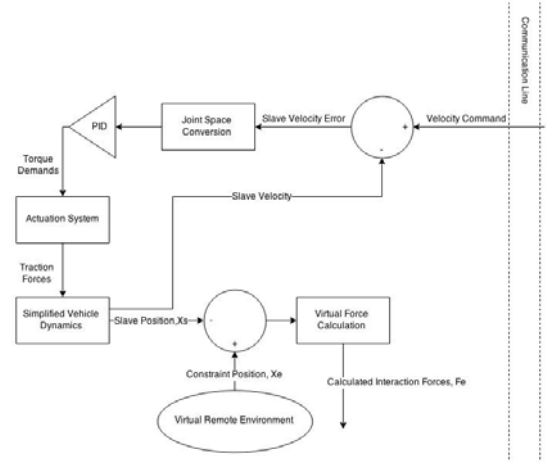 Communication Line
PID
Joint Space
Conversion
Slave Velocity Error
+
-
Velocity Command
Torque
Demands
Actuation System
Slave Velocity
Traction
Forces
Simplified Vehicle
Dynamics
Slave Position,Xs
-
+
Virtual Force
Calculation
Constraint Position, Xe
Calculated Interaction Forces, Fe
Virtual Remote Environment